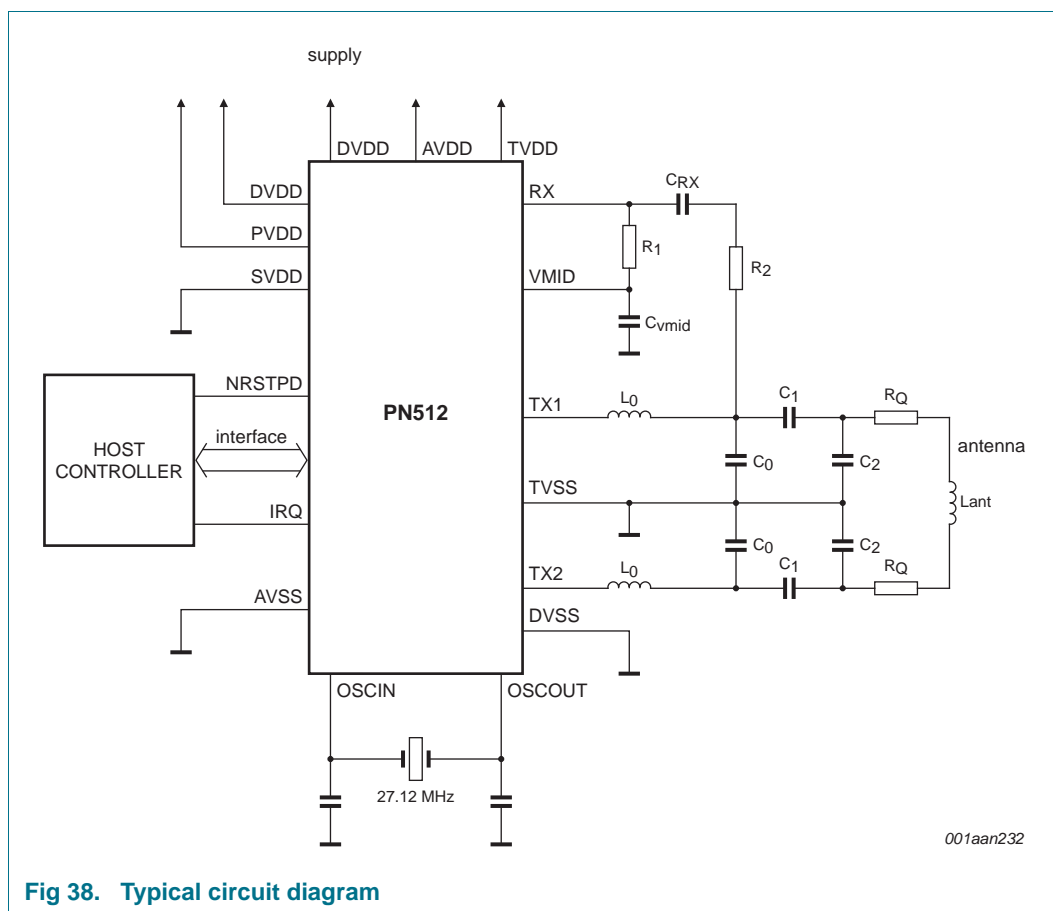 supply
DVDD AVDD TVDD
DVDD
PVDD
SVDD
RX
CRX
R1
R2
VMID
Cvmid
NRSTPD
interface
HOST
CONTROLLER
IRQ
PN512
TX1
L0
C1
RQ
antenna
C0
C2
TVSS
Lant
C0
C2
TX2
L0
C1
RQ
AVSS
DVSS
OSCIN
OSCOUT
27.12 MHz
001aan232
Fig 38. Typical circuit diagram